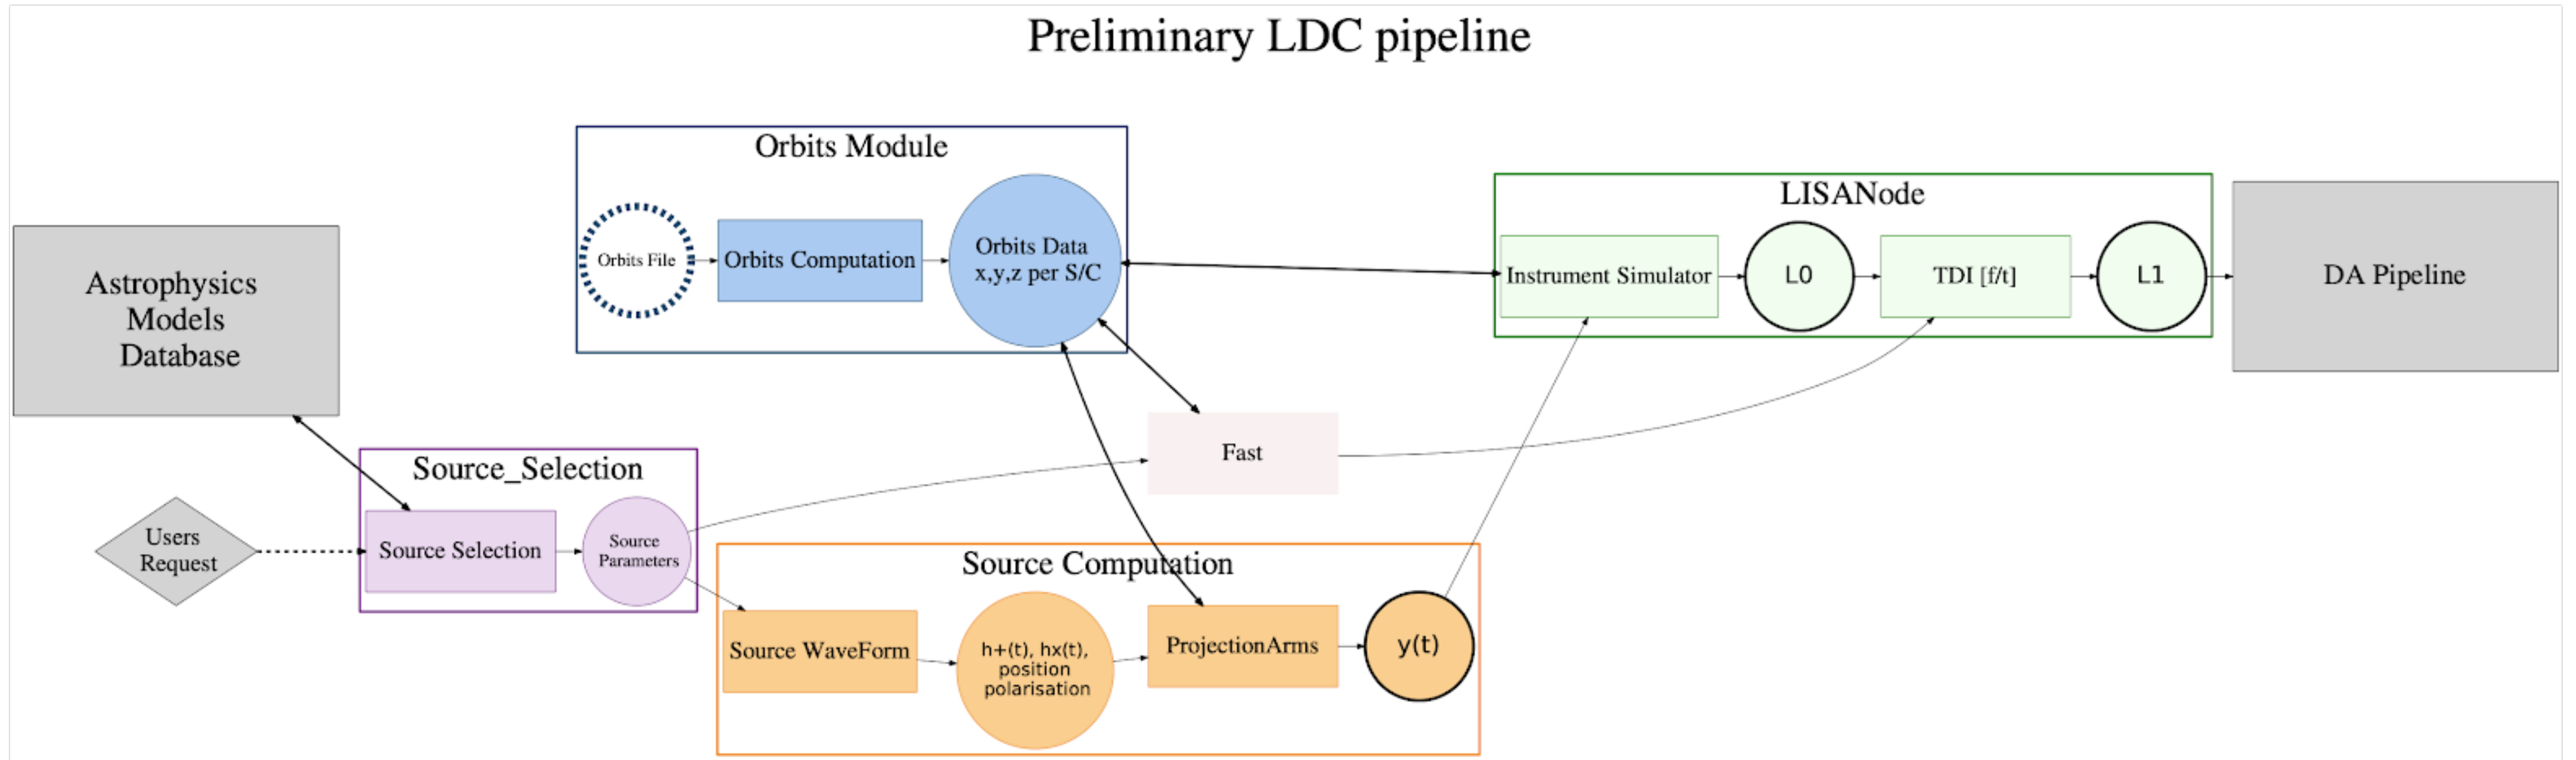 Preliminary LDC pipeline
Orbits Module
Orbits File
Orbits Computation
Orbits Data
x,y,z per S/C
LISANode
Instrument Simulator
L0
TDI [f/t]
L1
DA Pipeline
Astrophysics
Models
Database
Fast
Source_Selection
Users
Request
Source Selection
Source
Parameters
Source Computation
Source WaveForm
h+(t), hx(t),
position
polarisation
ProjectionArms
y(t)